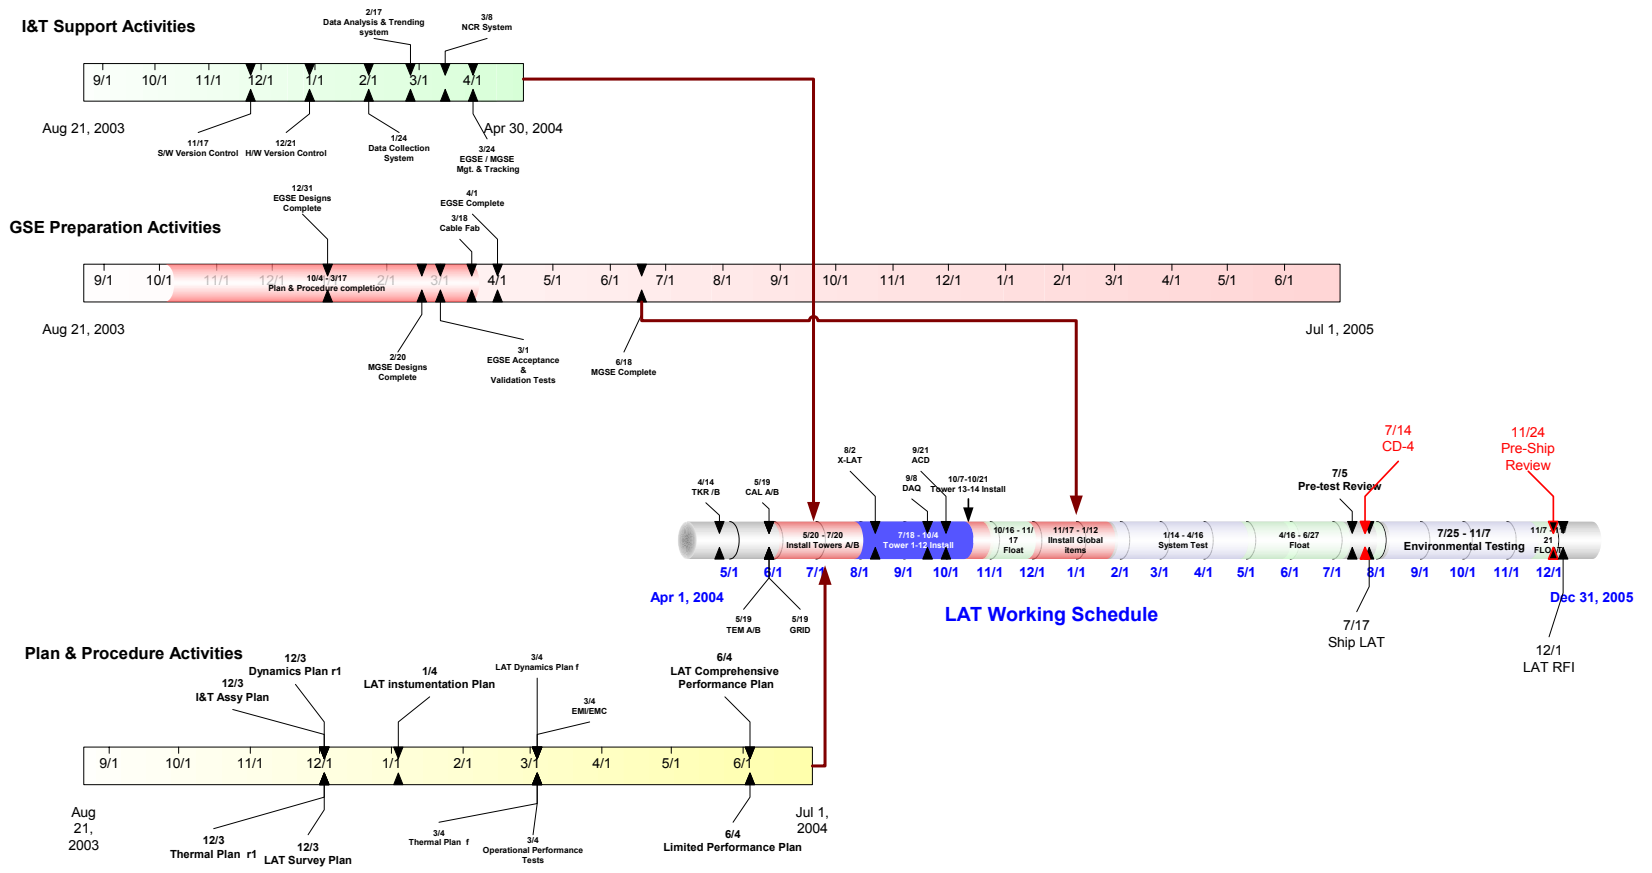 I&T Support Activities
2/17
Data Analysis & Trending
system
3/8
NCR System
9/1 10/1 11/1 12/1 1/1 2/1 3/1 4/1
Aug 21, 2003
Apr 30, 2004
11/17
S/W Version Control
12/21
H/W Version Control
1/24
Data Collection
System
3/24
EGSE / MGSE
Mgt. & Tracking
GSE Preparation Activities
12/31
EGSE Designs
Complete
4/1
EGSE Complete
3/18
Cable Fab
9/1 10/1 11/1 12/1 2/1 3/1 4/1 5/1 6/1 7/1 8/1 9/1 10/1 11/1 12/1 1/1 2/1 3/1 4/1 5/1 6/1
10/4 - 3/17
Plan & Procedure completion
Aug 21, 2003
Jul 1, 2005
2/20
MGSE Designs
Complete
3/1
EGSE Acceptance
&
Validation Tests
6/18
MGSE Complete
4/14
TKR /B
5/19
CAL A/B
8/2
X-LAT
9/8
DAQ
9/21
ACD
10/7-10/21
Tower 13-14 Install
7/5
Pre-test Review
7/14
CD-4
11/24
Pre-Ship
Review
5/20 - 7/20
Install Towers A/B
7/18 - 10/4
Tower 1-12 Install
10/16 - 11/
17
Float
11/17 - 1/12
IInstall Global
items
1/14 - 4/16
System Test
4/16 - 6/27
Float
7/25 - 11/7
Environmental Testing
11/7 -
21
FLOAT
5/1 6/1 7/1 8/1 9/1 10/1 11/1 12/1 1/1 2/1 3/1 4/1 5/1 6/1 7/1 8/1 9/1 10/1 11/1 12/1
Apr 1, 2004
Dec 31, 2005
LAT Working Schedule
5/19
TEM A/B
5/19
GRID
7/17
Ship LAT
12/1
LAT RFI
Plan & Procedure Activities
12/3
Dynamics Plan r1
12/3
I&T Assy Plan
1/4
LAT instumentation Plan
3/4
LAT Dynamics Plan f
3/4
EMI/EMC
6/4
LAT Comprehensive
Performance Plan
9/1 10/1 11/1 12/1 1/1 2/1 3/1 4/1 5/1 6/1
Aug
21,
2003
Jul 1,
2004
12/3
Thermal Plan r1
12/3
LAT Survey Plan
3/4
Thermal Plan f
3/4
Operational Performance
Tests
6/4
Limited Performance Plan